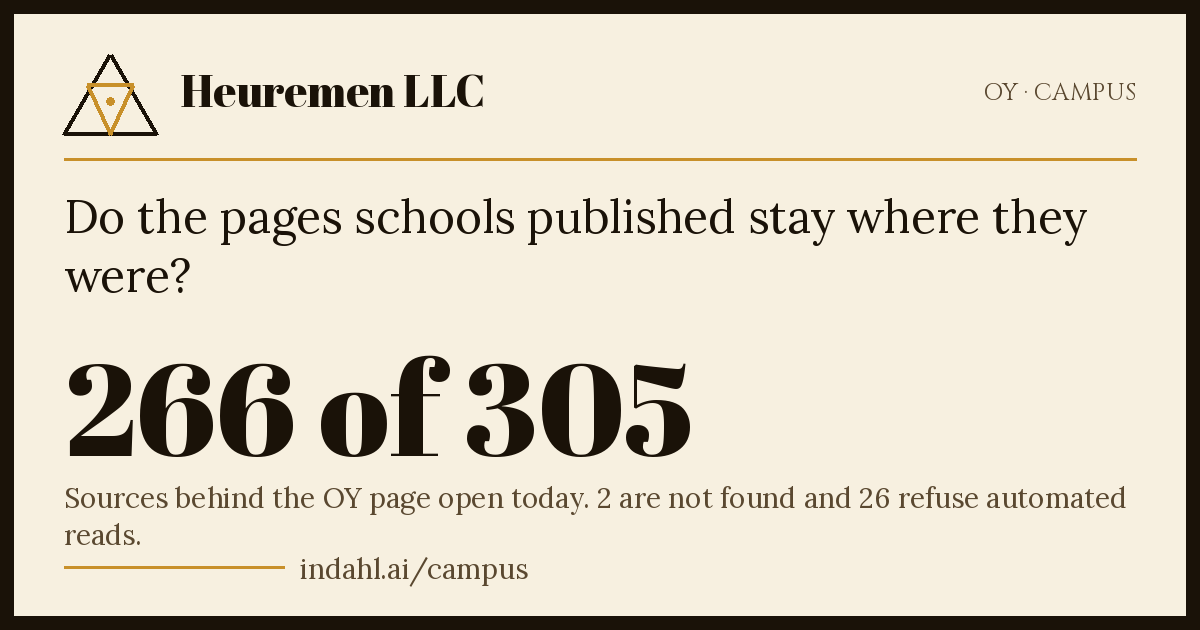 Heuremen LLC
OY · CAMPUS
Do the pages schools published stay where they
were?
266 of 305
Sources behind the OY page open today. 2 are not found and 26 refuse automated
reads.
indahl.ai/campus